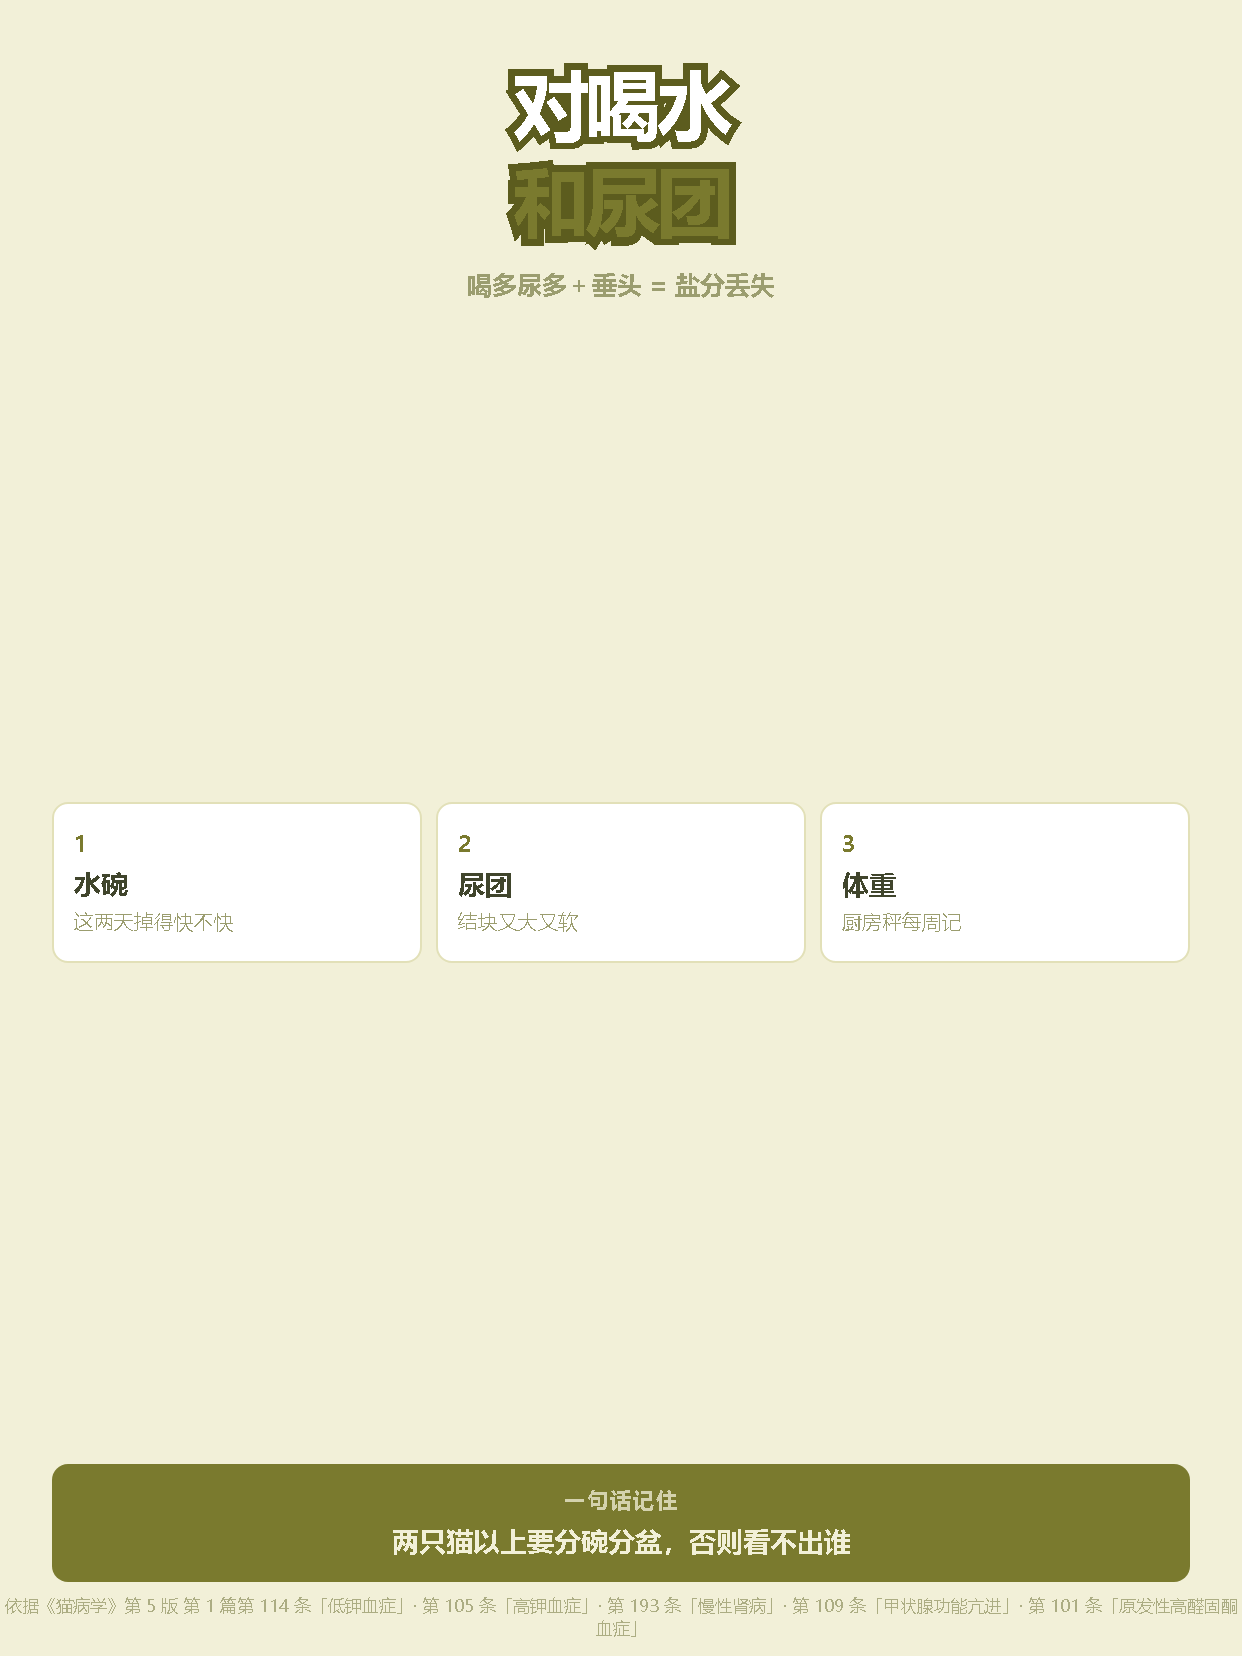 对喝水
和尿团
喝多尿多 + 垂头 = 盐分丢失
1
水碗
这两天掉得快不快
2
尿团
结块又大又软
3
体重
厨房秤每周记
一句话记住
两只猫以上要分碗分盆，否则看不出谁
依据《猫病学》第 5 版 第 1 篇第 114 条「低钾血症」· 第 105 条「高钾血症」· 第 193 条「慢性肾病」· 第 109 条「甲状腺功能亢进」· 第 101 条「原发性高醛固酮
血症」